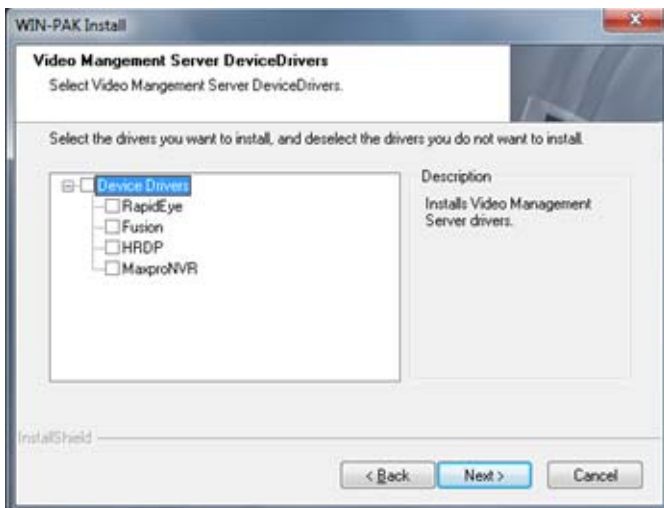 WIN-PAK Install
Video Mangement Server DeviceDrivers
Select Video Mangement Server DeviceDrivers.
Select the drivers you want to install, and deselect the drivers you do not want to install.
Device Drivers
RapidEye
Fusion
HRDP
MaxproNVR
Description
Installs Video Management
Server drivers.
InstallShield
< Back
Next >
Cancel